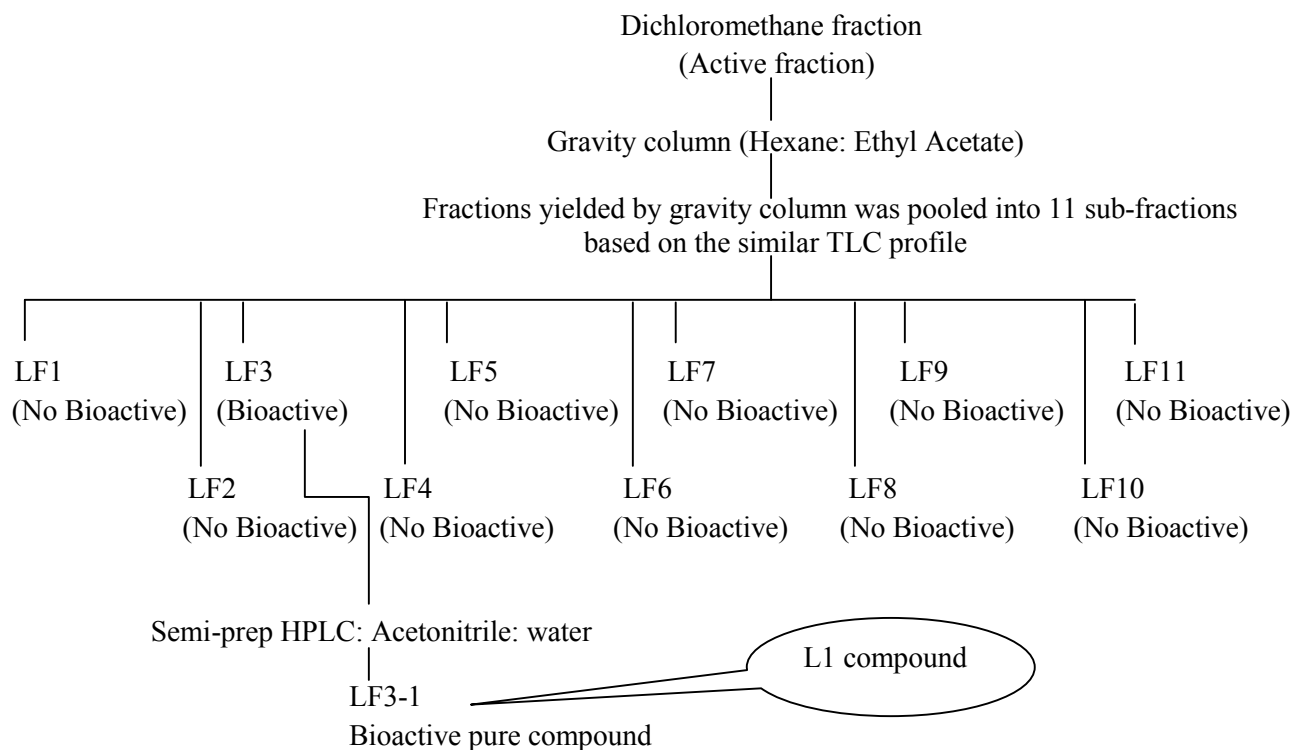 Dichloromethane fraction
(Active fraction)
Gravity column (Hexane: Ethyl Acetate)
Fractions yielded by gravity column was pooled into 11 sub-fractions
based on the similar TLC profile
LF1
(No Bioactive)
LF3
(Bioactive)
LF5
(No Bioactive)
LF7
(No Bioactive)
LF9
(No Bioactive)
LF11
(No Bioactive)
LF2
(No Bioactive)
LF4
(No Bioactive)
LF6
(No Bioactive)
LF8
(No Bioactive)
LF10
(No Bioactive)
Semi-prep HPLC: Acetonitrile: water
L1 compound
LF3-1
Bioactive pure compound